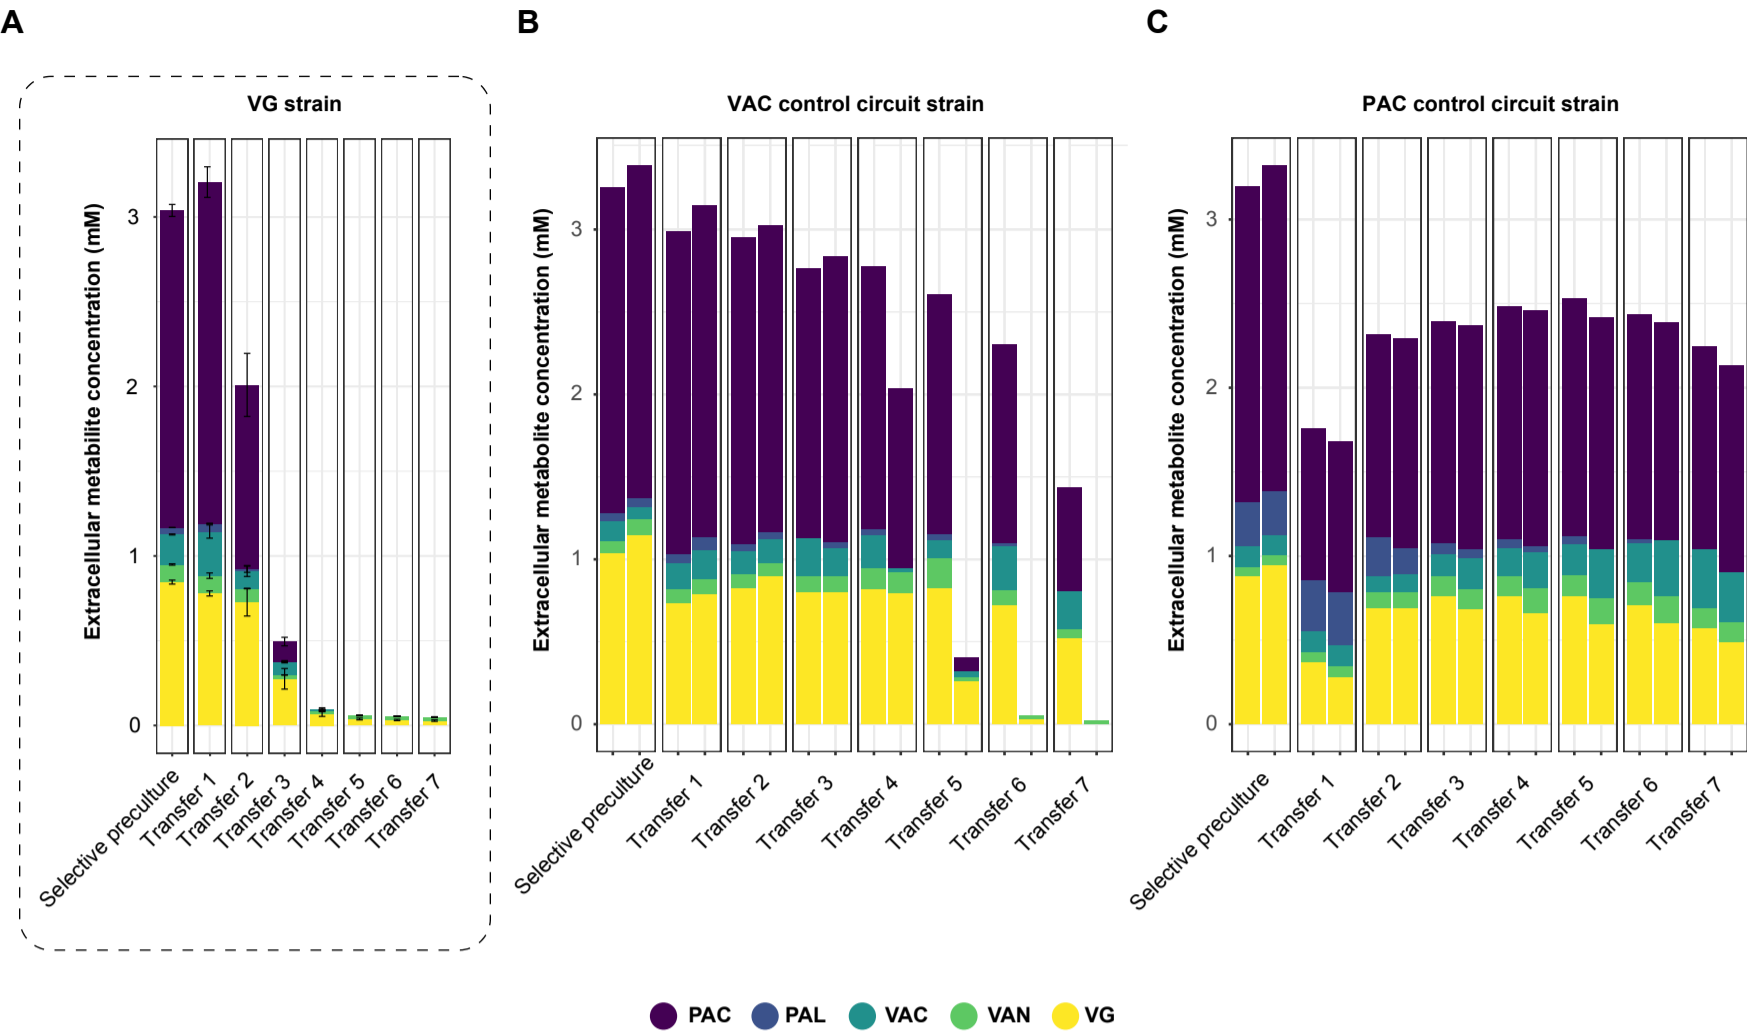 A
B
C
VG strain
VAC control circuit strain
PAC control circuit strain
Extracellular metabilite concentration (mM)
3
2
1
0
Selective preculture
Transfer 1
Transfer 2
Transfer 3
Transfer 4
Transfer 5
Transfer 6
Transfer 7
Extracellular metabolite concentration (mM)
3
2
1
0
Selective preculture
Transfer 1
Transfer 2
Transfer 3
Transfer 4
Transfer 5
Transfer 6
Transfer 7
Extracellular metabolite concentration (mM)
3
2
1
0
Selective preculture
Transfer 1
Transfer 2
Transfer 3
Transfer 4
Transfer 5
Transfer 6
Transfer 7
PAC PAL VAC VAN VG